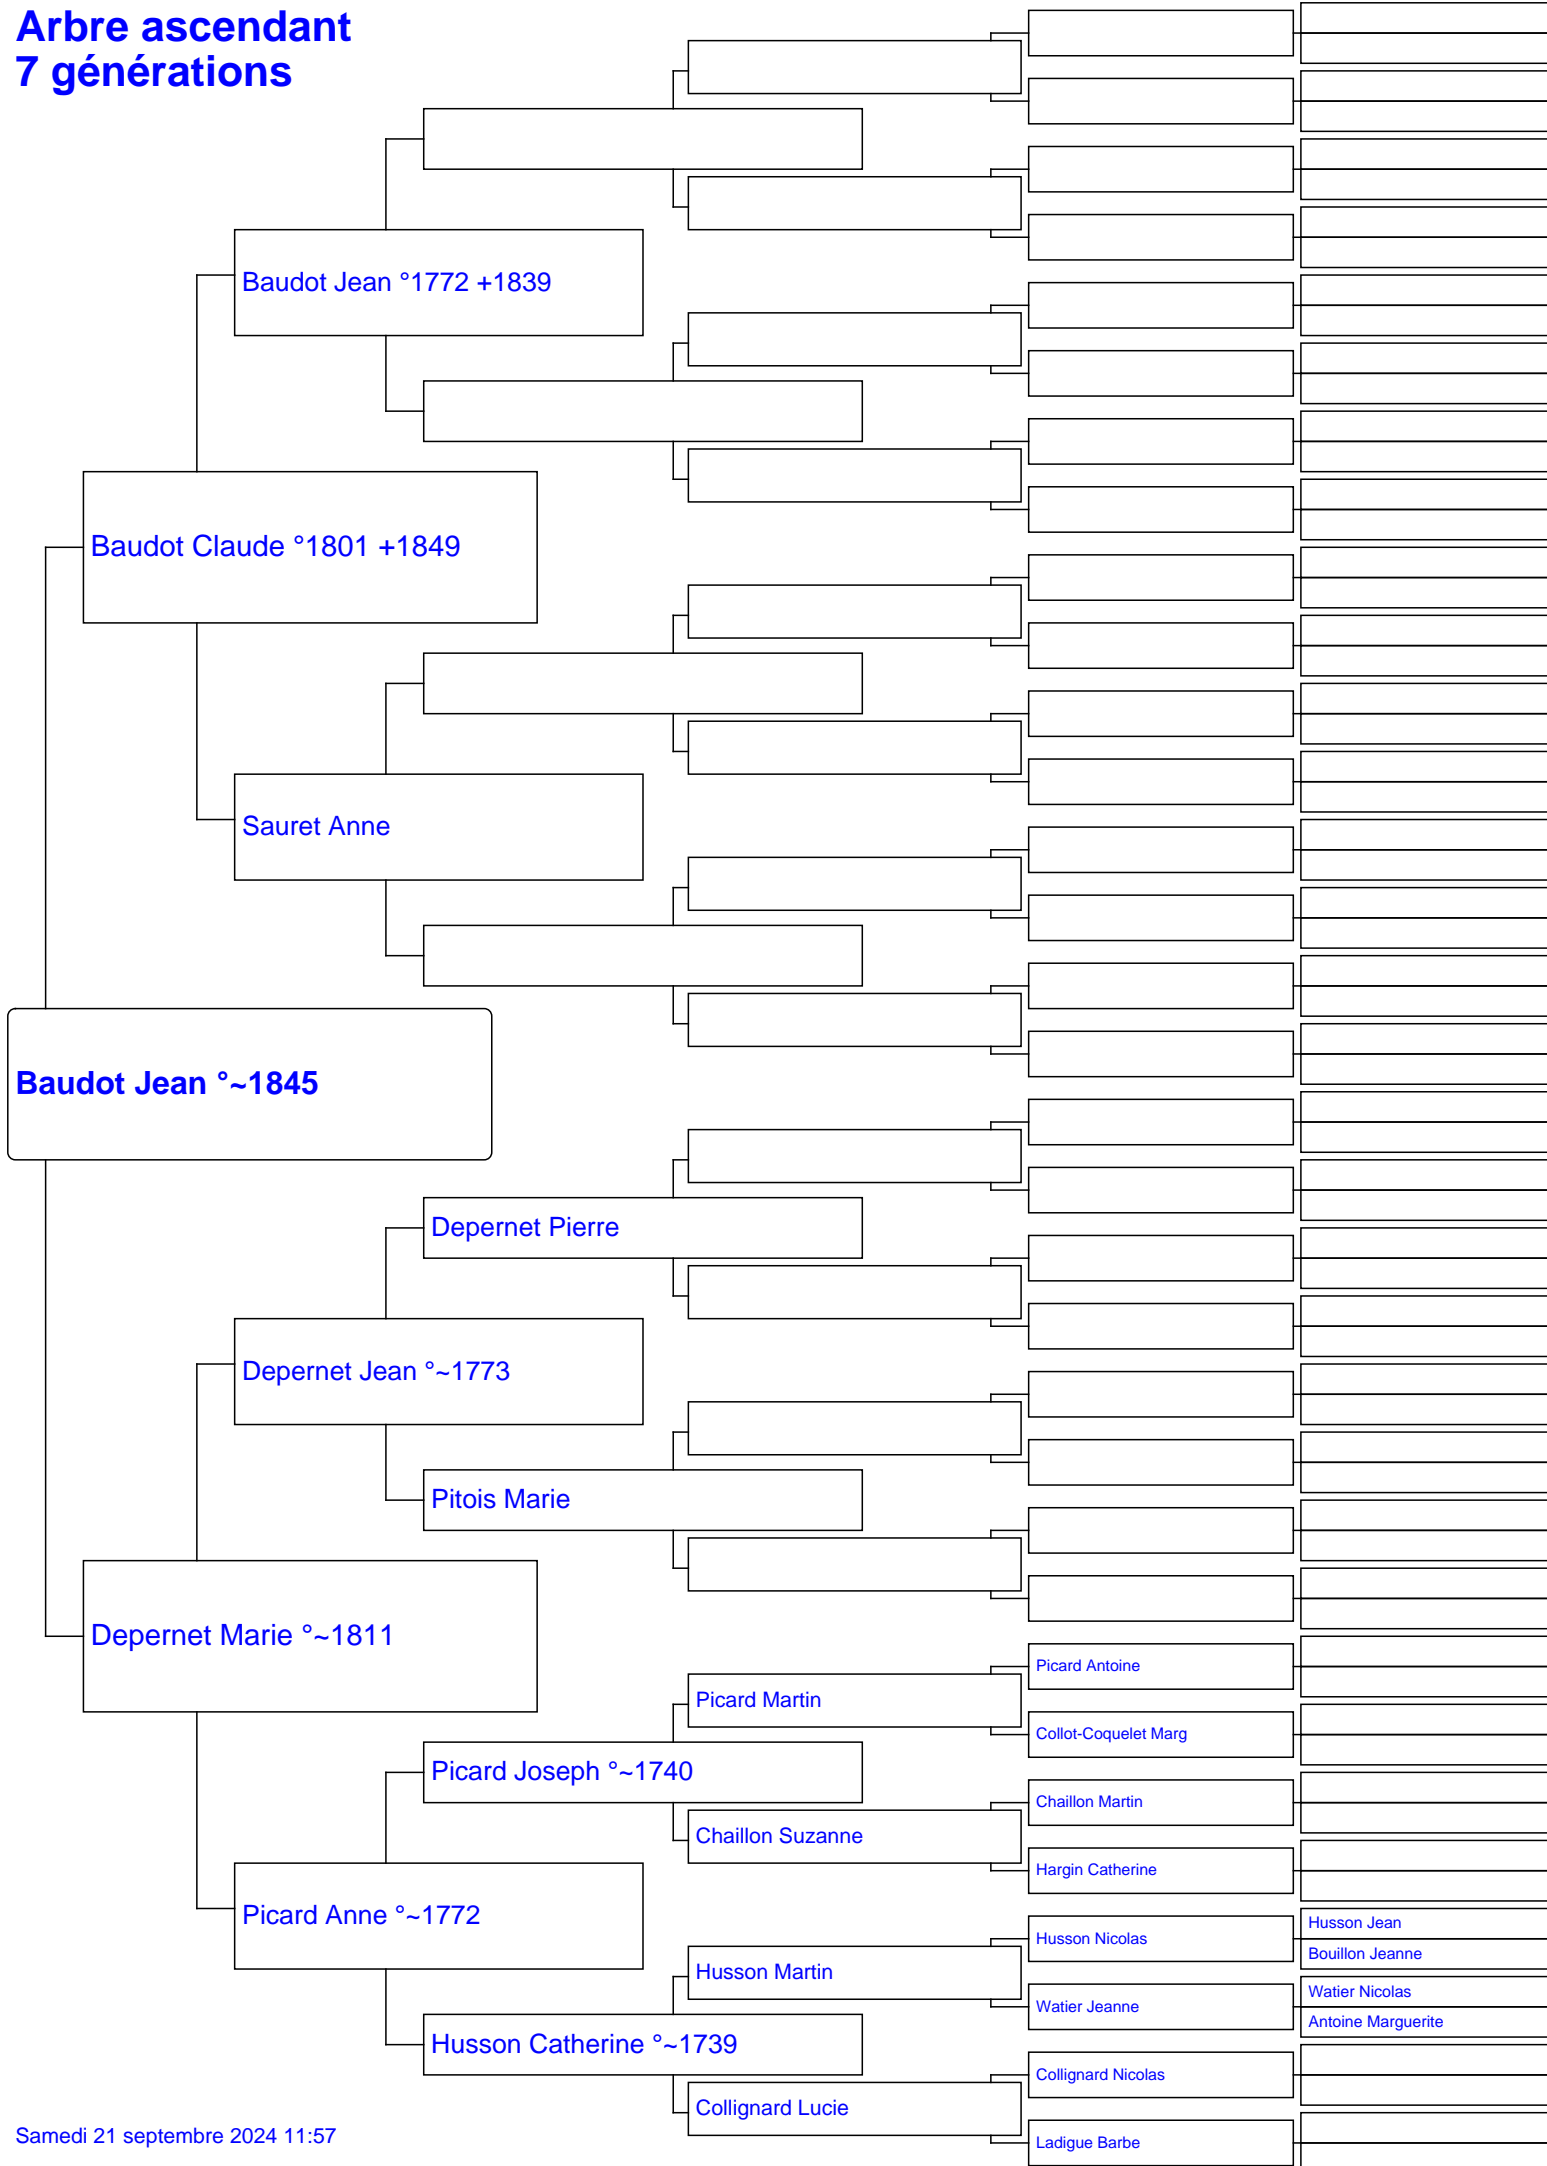 Arbre ascendant
7 générations
Baudot Jean °1772 +1839
Baudot Claude °1801 +1849
Sauret Anne
Baudot Jean °~1845
Depernet Pierre
Depernet Jean °~1773
Pitois Marie
Depernet Marie °~1811
Picard Antoine
Picard Martin
Collot-Coquelet Marg
Picard Joseph °~1740
Chaillon Martin
Chaillon Suzanne
Hargin Catherine
Picard Anne °~1772
Husson Jean
Husson Nicolas
Bouillon Jeanne
Husson Martin
Watier Nicolas
Watier Jeanne
Antoine Marguerite
Husson Catherine °~1739
Collignard Nicolas
Collignard Lucie
Ladigue Barbe
Samedi 21 septembre 2024 11:57